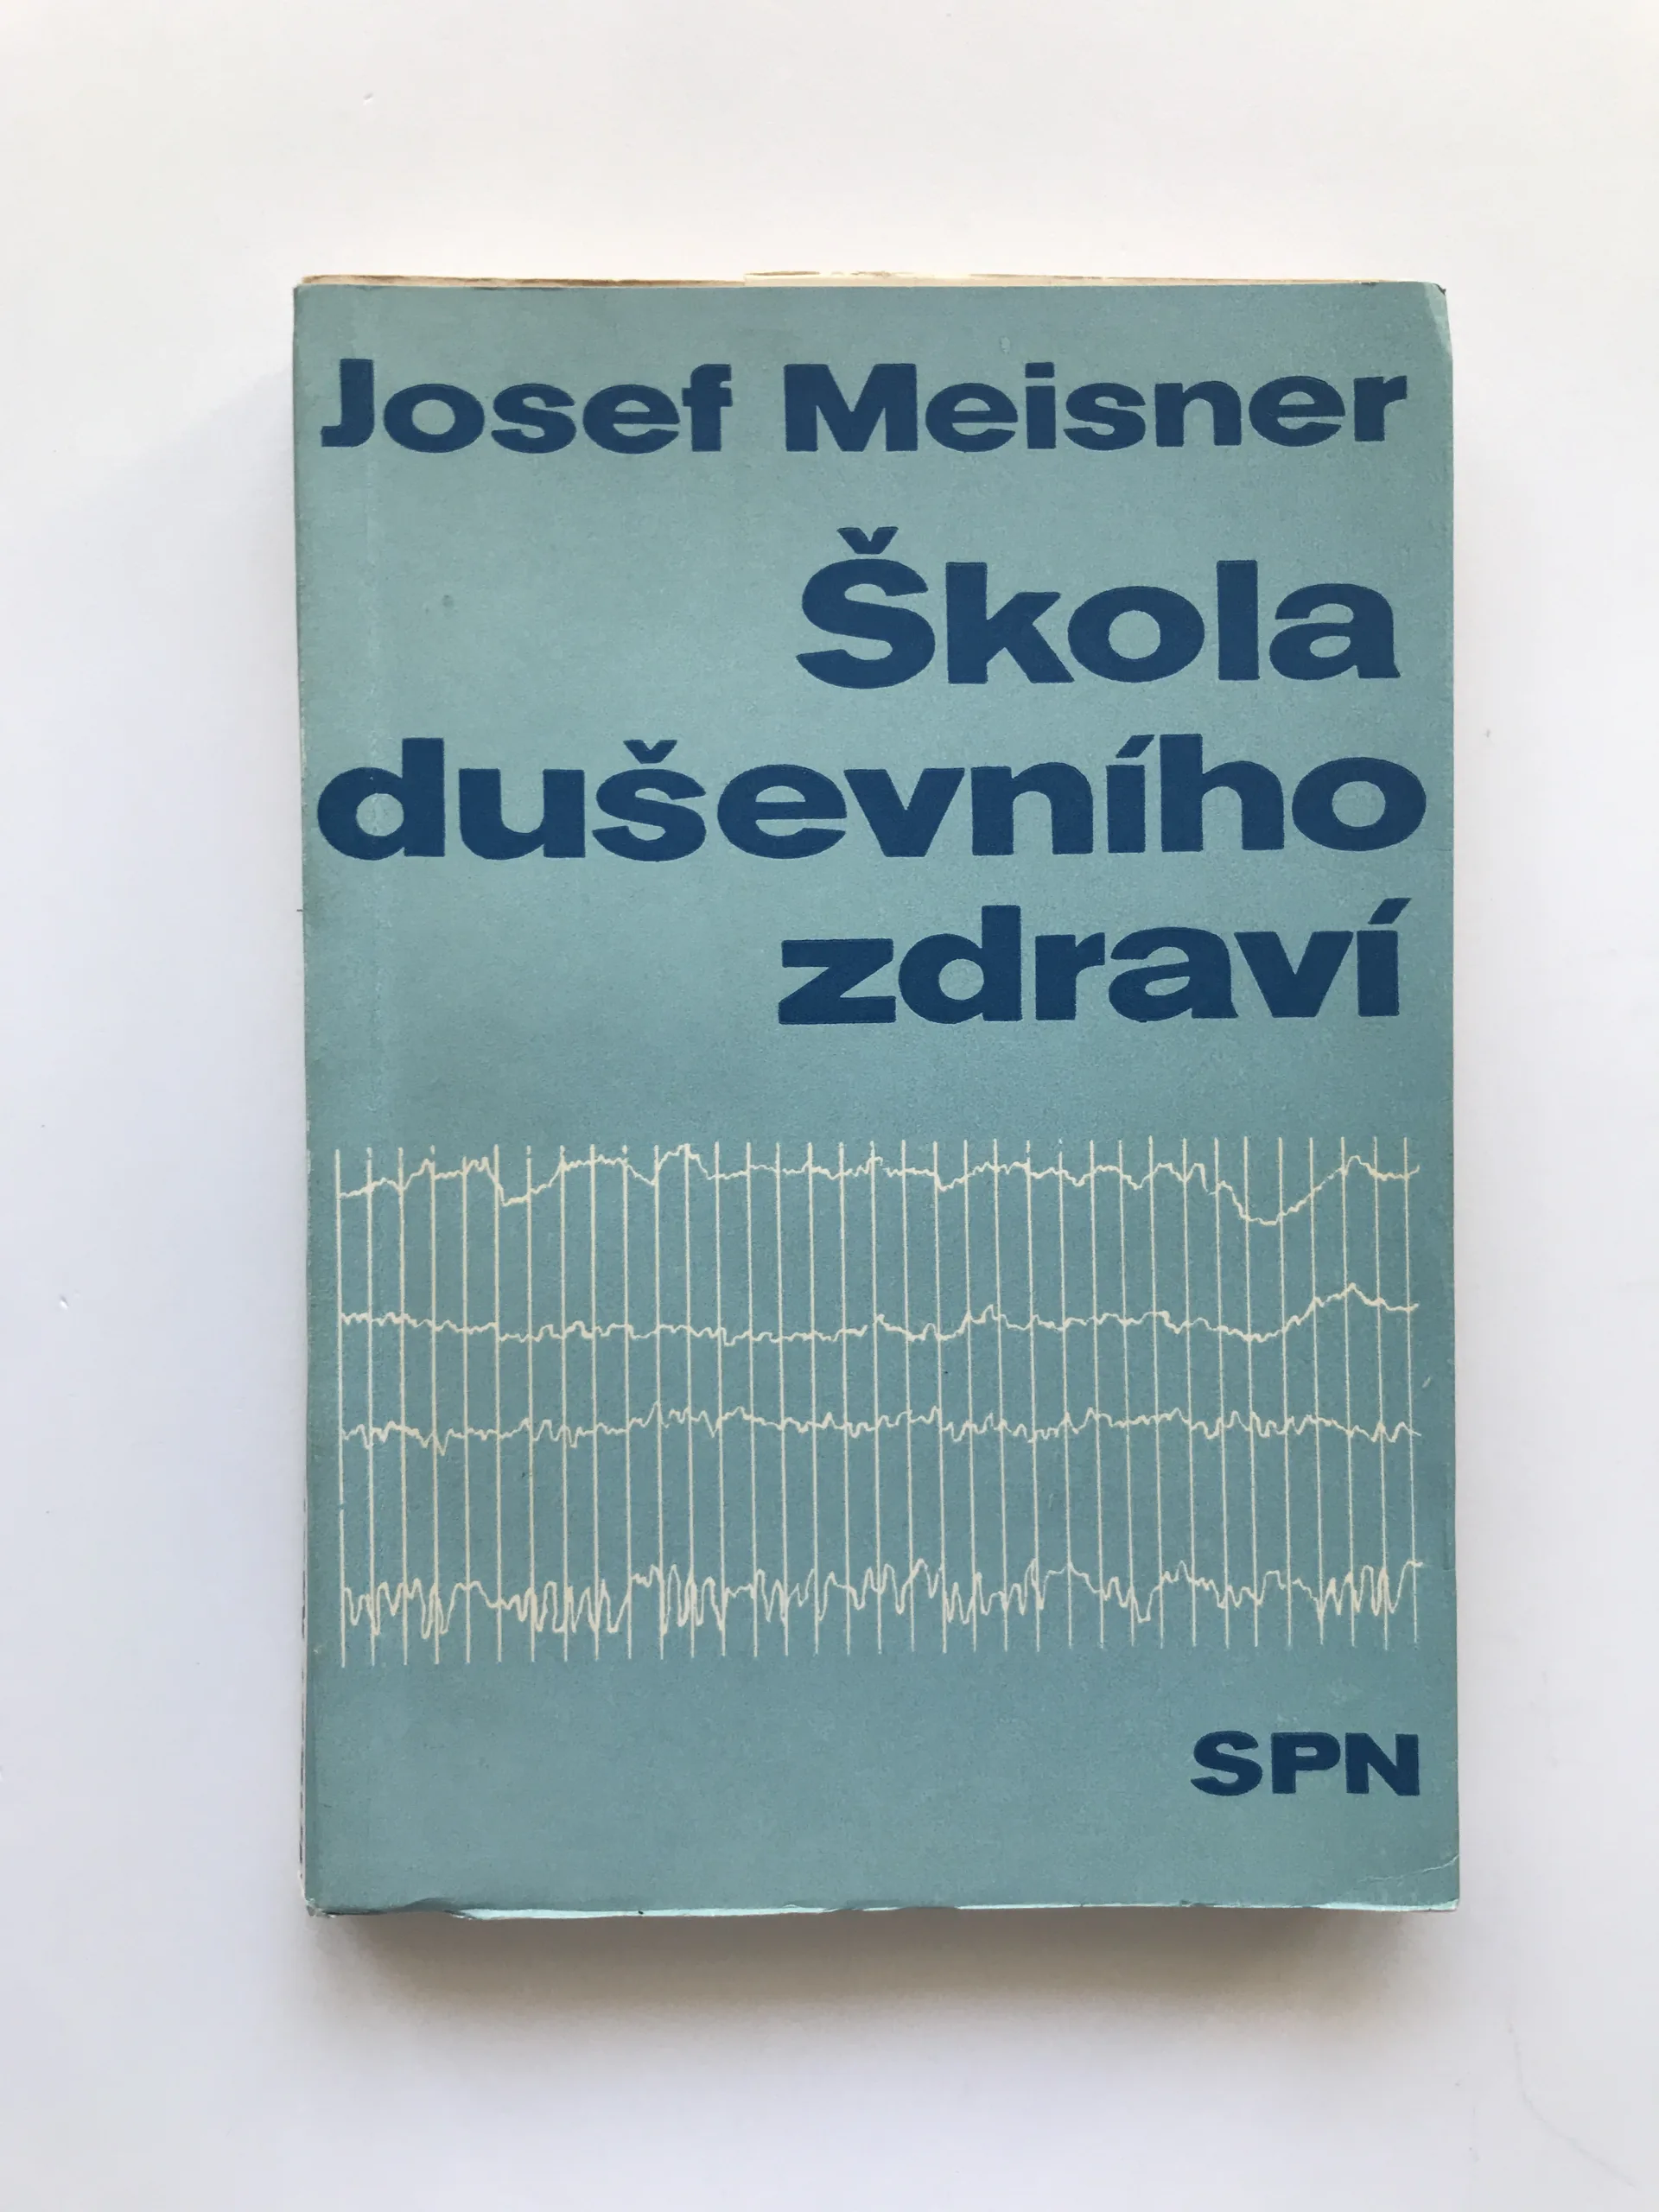 Josef Meisner
Škola
duševního
zdraví
SPN